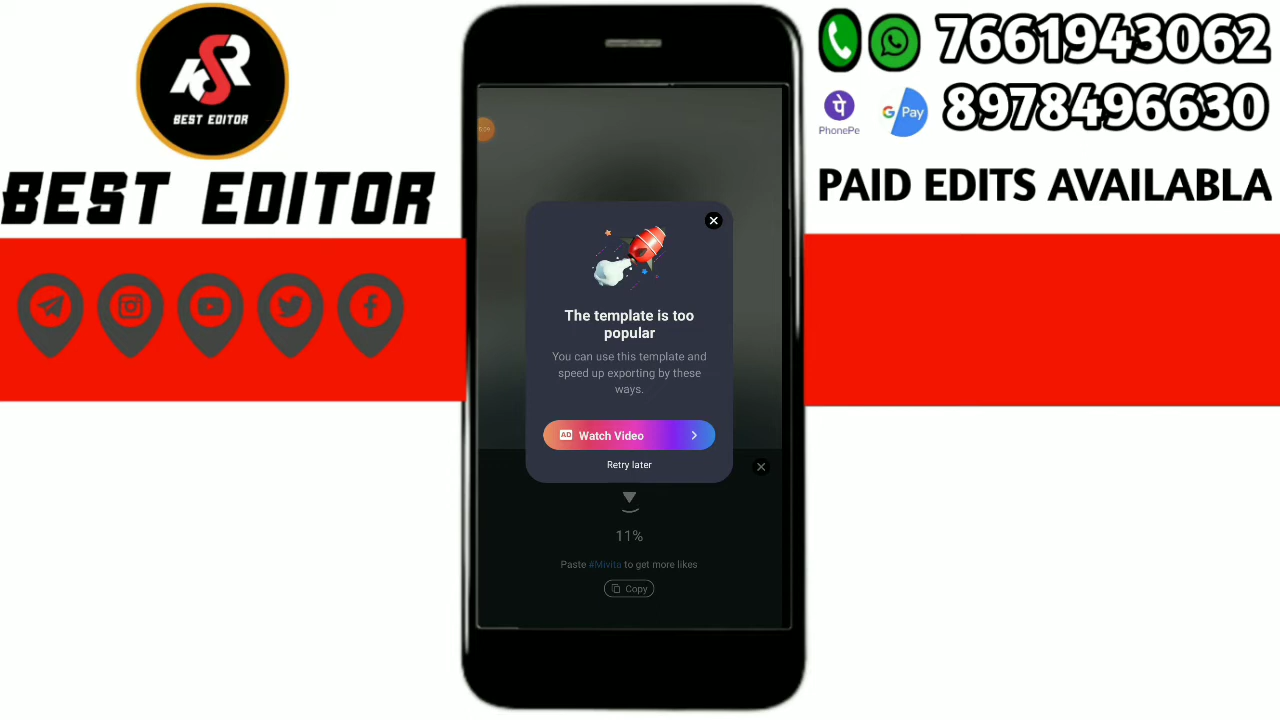 KSR
BEST EDITOR
BEST EDITOR
7661943062
8978496630
PhonePe
G Pay
PAID EDITS AVAILABLA
The template is too
popular
You can use this template and
speed up exporting by these
ways.
AD Watch Video
Retry later
11%
Paste #Mivita to get more likes
Copy